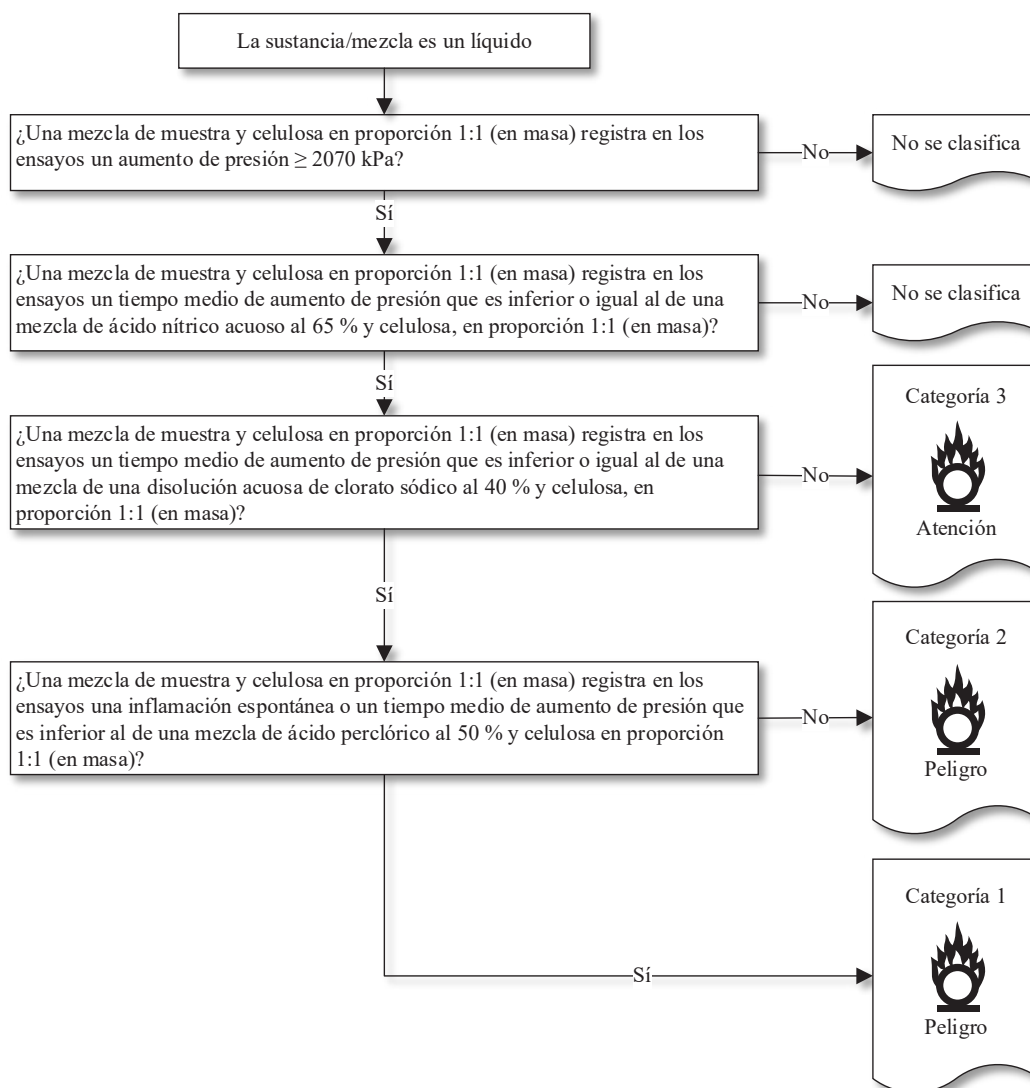 La sustancia/mezcla es un líquido
¿Una mezcla de muestra y celulosa en proporción 1:1 (en masa) registra en los
ensayos un aumento de presión ≥ 2070 kPa?
No
No se clasifica
Sí
¿Una mezcla de muestra y celulosa en proporción 1:1 (en masa) registra en los
ensayos un tiempo medio de aumento de presión que es inferior o igual al de una
mezcla de ácido nítrico acuoso al 65 % y celulosa, en proporción 1:1 (en masa)?
No
No se clasifica
Sí
¿Una mezcla de muestra y celulosa en proporción 1:1 (en masa) registra en los
ensayos un tiempo medio de aumento de presión que es inferior o igual al de una
mezcla de una disolución acuosa de clorato sódico al 40 % y celulosa, en
proporción 1:1 (en masa)?
No
Categoría 3
Atención
Sí
¿Una mezcla de muestra y celulosa en proporción 1:1 (en masa) registra en los
ensayos una inflamación espontánea o un tiempo medio de aumento de presión que
es inferior al de una mezcla de ácido perclórico al 50 % y celulosa en proporción
1:1 (en masa)?
No
Categoría 2
Peligro
Sí
Categoría 1
Peligro